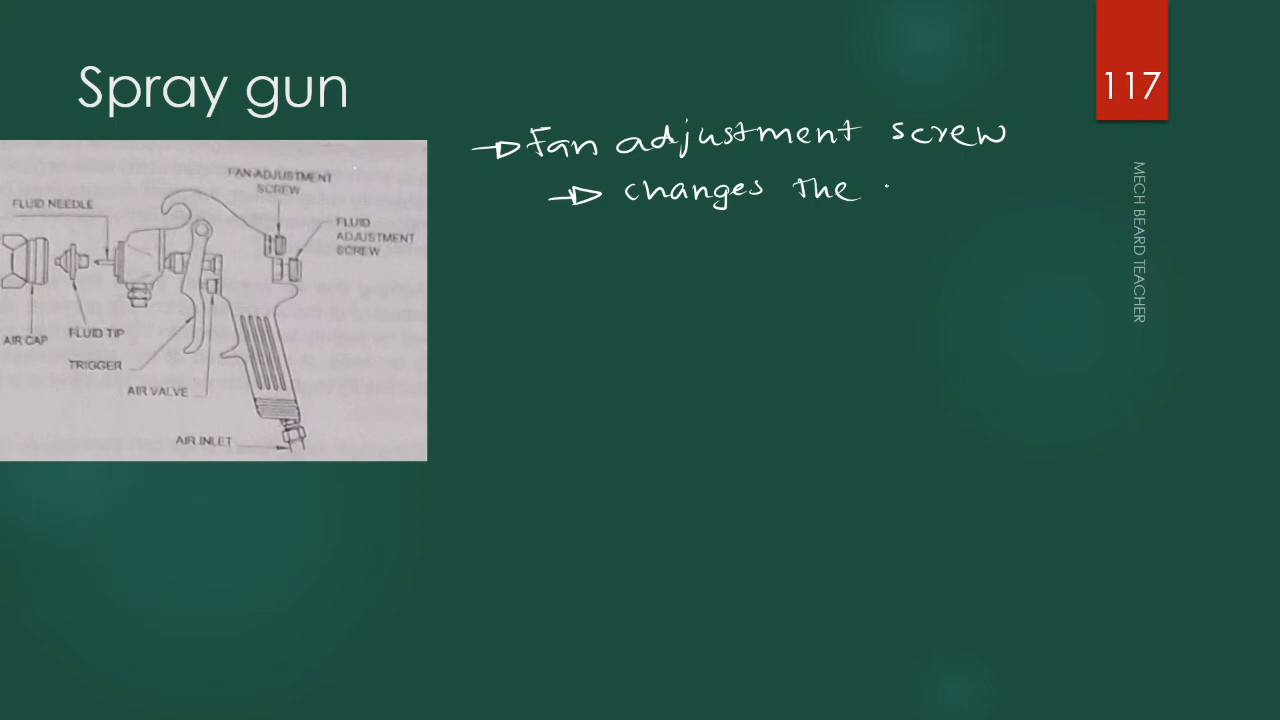 Spray gun
117
→ Fan adjustment screw
→ changes the
FAN-ADJUSTMENT
SCREW
FLUID NEEDLE
FLUID
ADJUSTMENT
SCREW
AIR CAP
FLUID TIP
TRIGGER
AIR VALVE
AIR INLET
MECH BEARD TEACHER